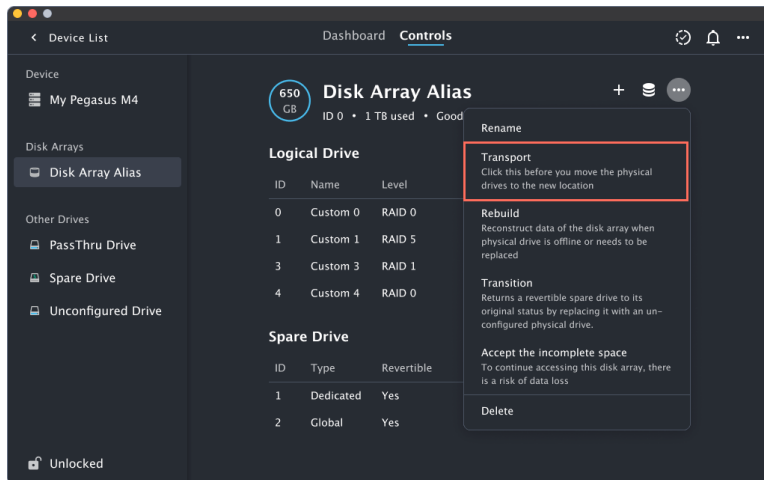 Device List
Dashboard Controls
Device
My Pegasus M4
Disk Arrays
Disk Array Alias
Other Drives
PassThru Drive
Spare Drive
Unconfigured Drive
Unlocked
650
GB
Disk Array Alias
ID 0 • 1 TB used • Good
Logical Drive
ID Name Level
0 Custom 0 RAID 0
1 Custom 1 RAID 5
3 Custom 3 RAID 1
4 Custom 4 RAID 0
Spare Drive
ID Type Revertible
1 Dedicated Yes
2 Global Yes
Rename
Transport
Click this before you move the physical
drives to the new location
Rebuild
Reconstruct data of the disk array when
physical drive is offline or needs to be
replaced
Transition
Returns a revertible spare drive to its
original status by replacing it with an un-
configured physical drive.
Accept the incomplete space
To continue accessing this disk array, there
is a risk of data loss
Delete